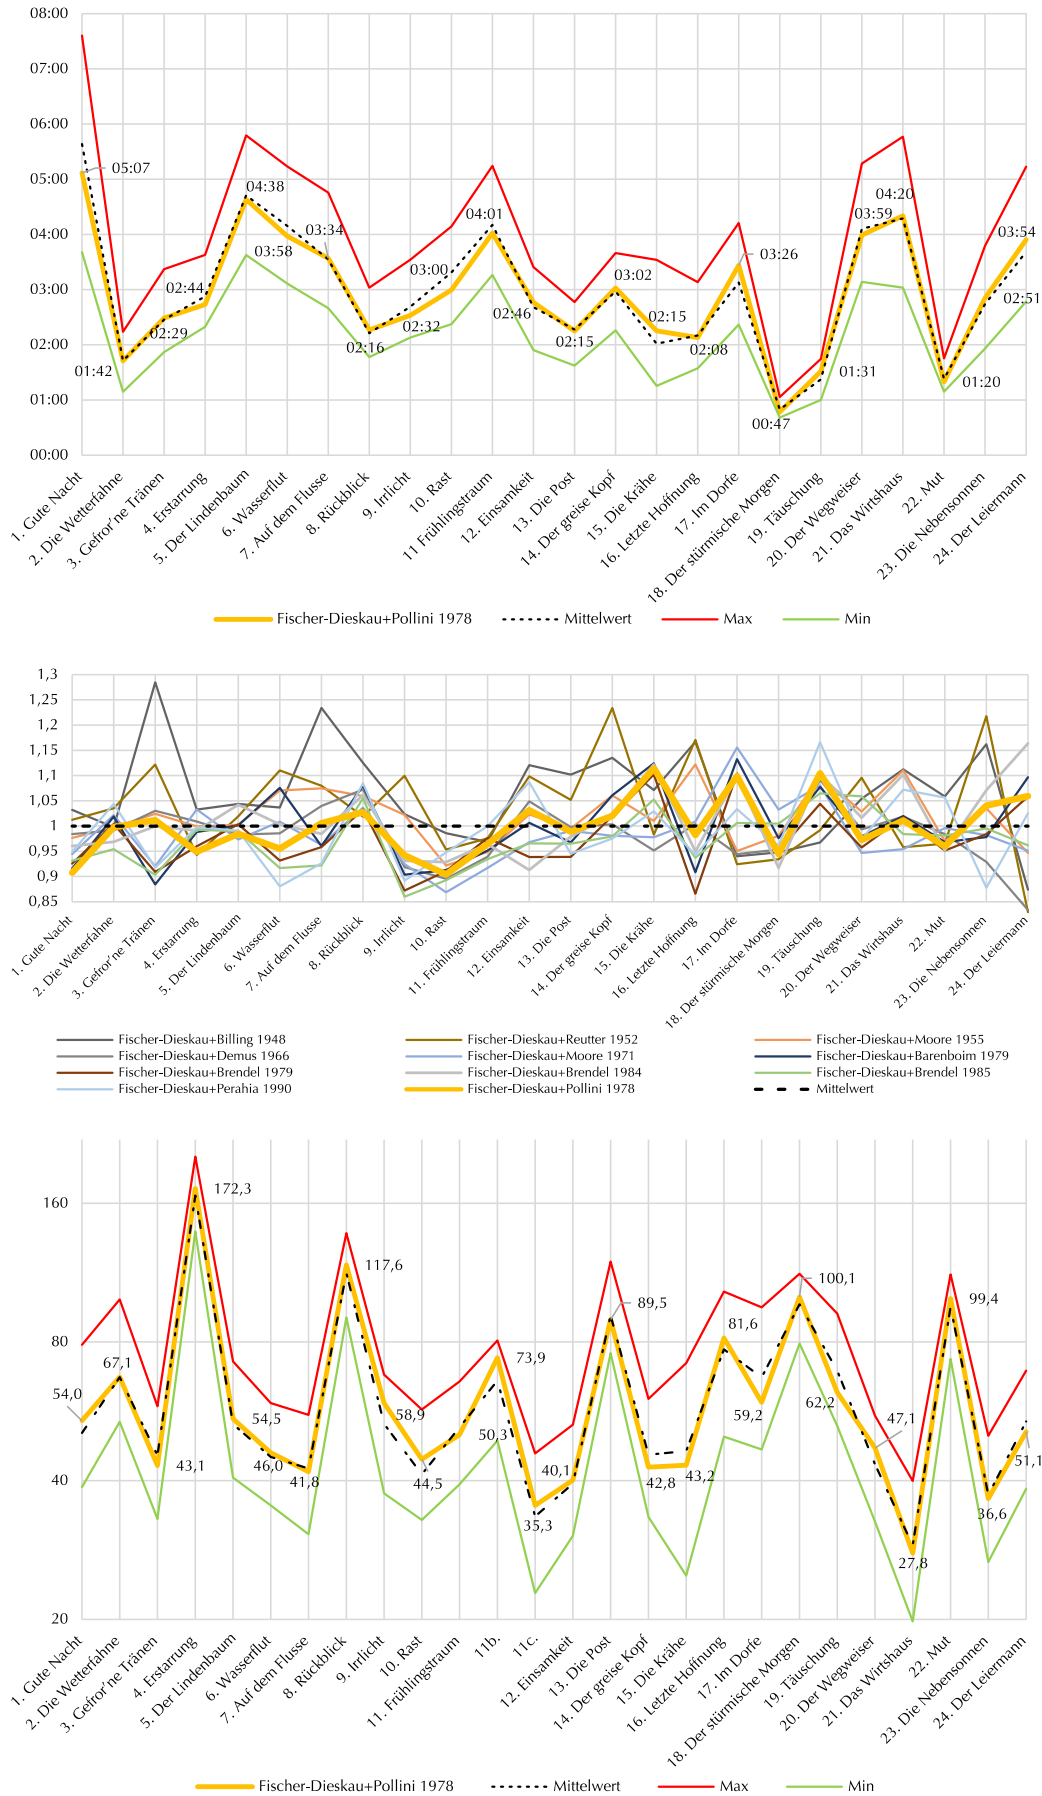 08:00
07:00
06:00
05:00
04:00
03:00
02:00
01:00
00:00
05:07
01:42
02:29
02:44
04:38
03:58
03:34
02:16
02:32
03:00
04:01
02:46
02:15
03:02
02:15
02:08
03:26
00:47
01:31
03:59
04:20
01:20
02:51
03:54
1. Gute Nacht
2. Die Wetterfahne
3. Gefror'ne Tränen
4. Erstarrung
5. Der Lindenbaum
6. Wasserflut
7. Auf dem Flusse
8. Rückblick
9. Irrlicht
10. Rast
11 Frühlingstraum
12. Einsamkeit
13. Die Post
14. Der greise Kopf
15. Die Krähe
16. Letzte Hoffnung
17. Im Dorfe
18. Der stürmische Morgen
19. Täuschung
20. Der Wegweiser
21. Das Wirtshaus
22. Mut
23. Die Nebensonnen
24. Der Leiermann
Fischer-Dieskau+Pollini 1978 Mittelwert Max Min
1,3
1,25
1,2
1,15
1,1
1,05
1
0,95
0,9
0,85
1. Gute Nacht
2. Die Wetterfahne
3. Gefror'ne Tränen
4. Erstarrung
5. Der Lindenbaum
6. Wasserflut
7. Auf dem Flusse
8. Rückblick
9. Irrlicht
10. Rast
11. Frühlingstraum
12. Einsamkeit
13. Die Post
14. Der greise Kopf
15. Die Krähe
16. Letzte Hoffnung
17. Im Dorfe
18. Der stürmische Morgen
19. Täuschung
20. Der Wegweiser
21. Das Wirtshaus
22. Mut
23. Die Nebensonnen
24. Der Leiermann
Fischer-Dieskau+Billing 1948 Fischer-Dieskau+Reutter 1952 Fischer-Dieskau+Moore 1955
Fischer-Dieskau+Demus 1966 Fischer-Dieskau+Moore 1971 Fischer-Dieskau+Barenboim 1979
Fischer-Dieskau+Brendel 1979 Fischer-Dieskau+Brendel 1984 Fischer-Dieskau+Brendel 1985
Fischer-Dieskau+Perahia 1990 Fischer-Dieskau+Pollini 1978 Mittelwert
160
80
40
20
54,0
67,1
43,1
172,3
54,5
46,0
41,8
117,6
58,9
44,5
50,3
73,9
35,3
40,1
89,5
42,8
43,2
81,6
59,2
100,1
62,2
47,1
27,8
99,4
36,6
51,1
1. Gute Nacht
2. Die Wetterfahne
3. Gefror'ne Tränen
4. Erstarrung
5. Der Lindenbaum
6. Wasserflut
7. Auf dem Flusse
8. Rückblick
9. Irrlicht
10. Rast
11. Frühlingstraum
11b.
11c.
12. Einsamkeit
13. Die Post
14. Der greise Kopf
15. Die Krähe
16. Letzte Hoffnung
17. Im Dorfe
18. Der stürmische Morgen
19. Täuschung
20. Der Wegweiser
21. Das Wirtshaus
22. Mut
23. Die Nebensonnen
24. Der Leiermann
Fischer-Dieskau+Pollini 1978 Mittelwert Max Min